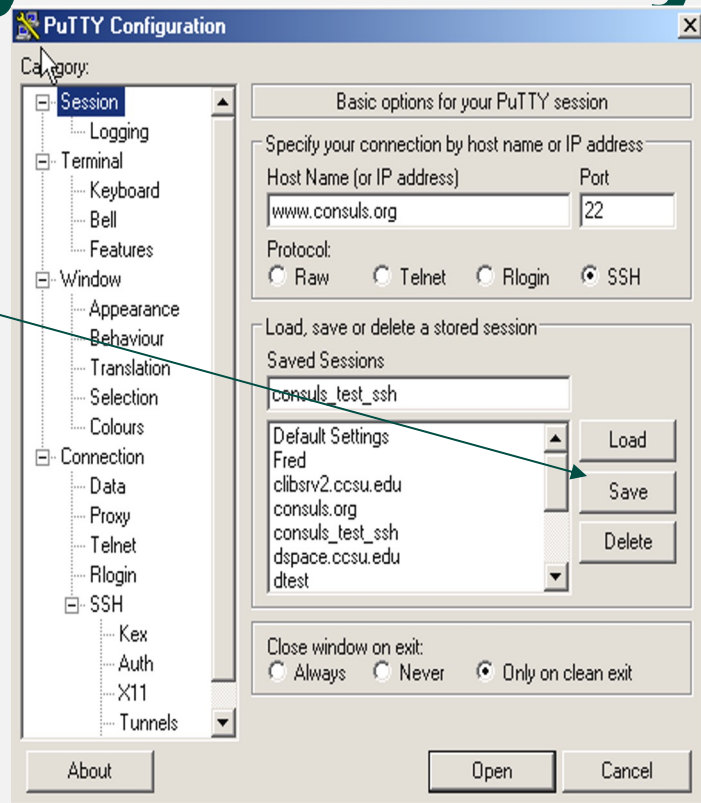 PuTTY Configuration
Category:
Session
Logging
Terminal
Keyboard
Bell
Features
Window
Appearance
Behaviour
Translation
Selection
Colours
Connection
Data
Proxy
Telnet
Rlogin
SSH
Kex
Auth
X11
Tunnels
Basic options for your PuTTY session
Specify your connection by host name or IP address
Host Name (or IP address) Port
www.consuls.org 22
Protocol:
Raw Telnet Rlogin SSH
Load, save or delete a stored session
Saved Sessions
consuls_test_ssh
Default Settings
Fred
clibsrv2.ccsu.edu
consuls.org
consuls_test_ssh
dspace.ccsu.edu
dtest
Load
Save
Delete
Close window on exit:
Always Never Only on clean exit
About Open Cancel